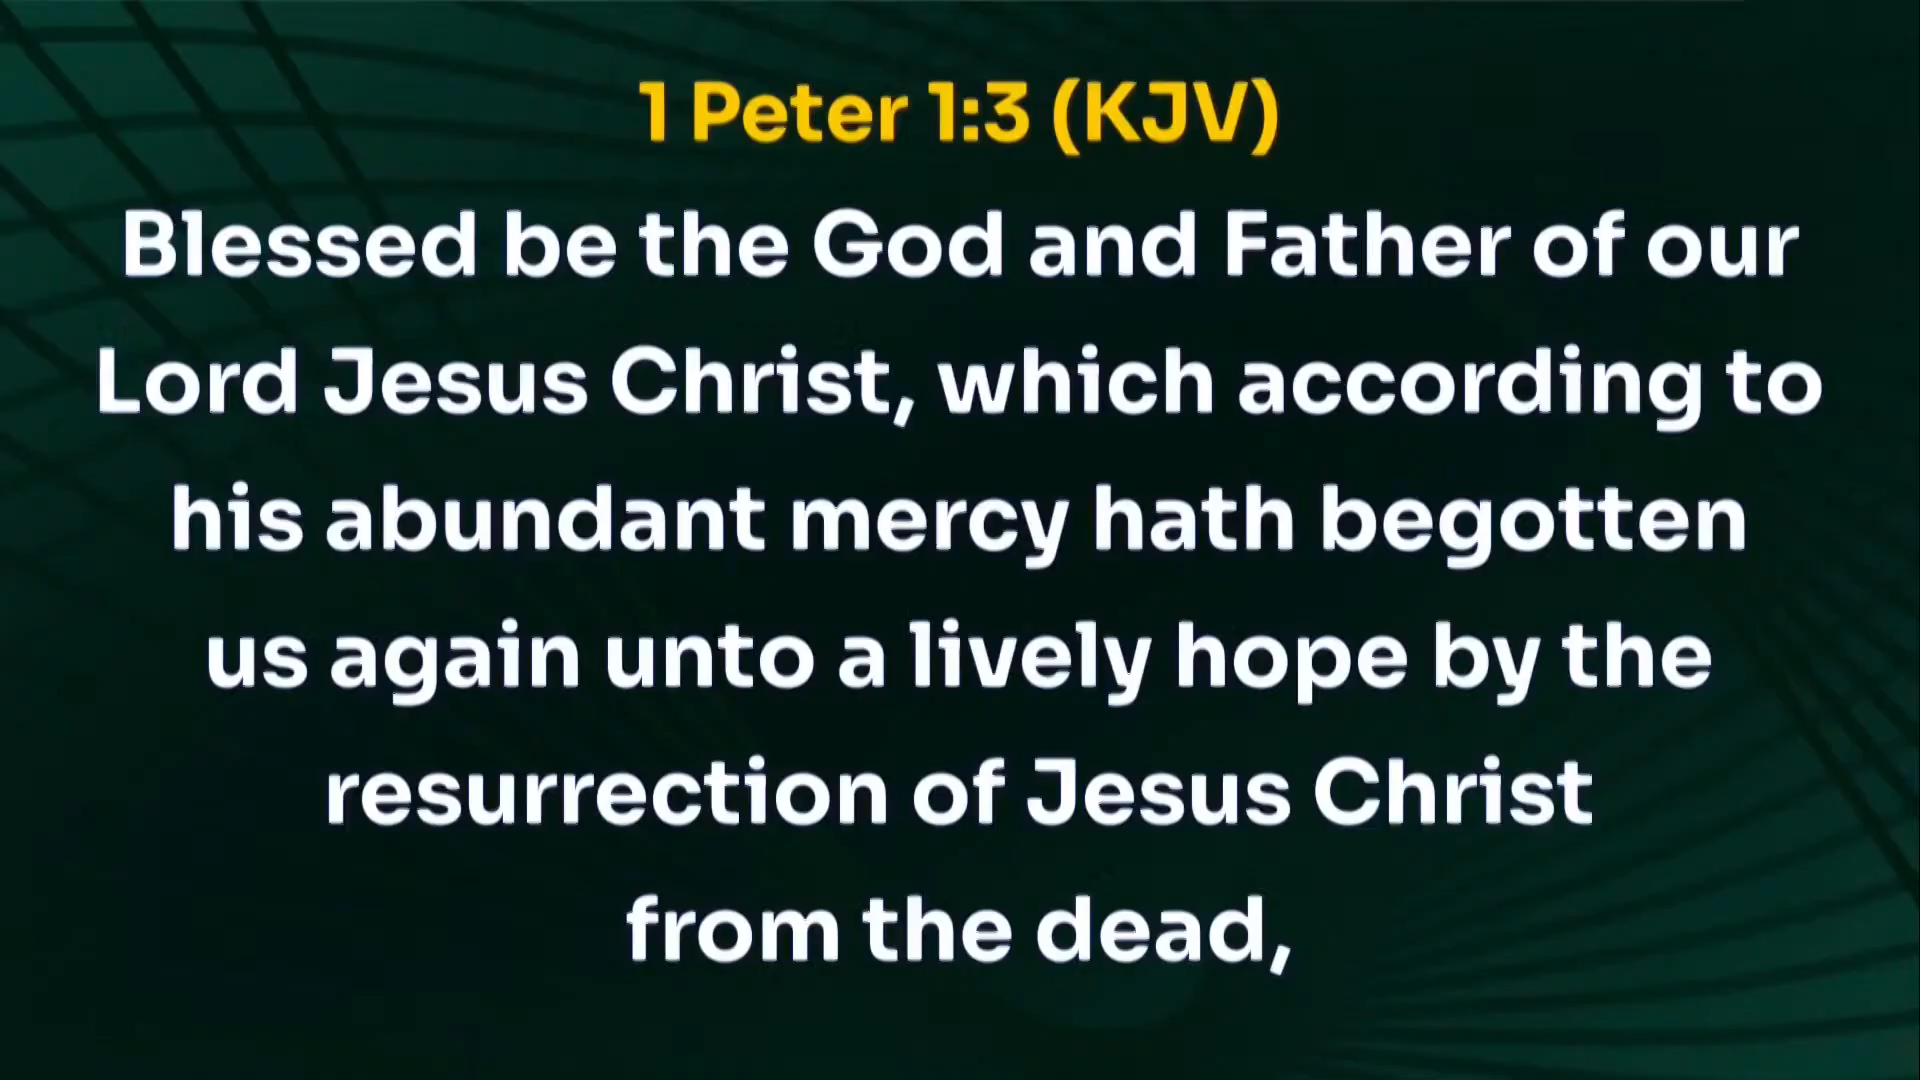 1 Peter 1:3 (KJV)
Blessed be the God and Father of our
Lord Jesus Christ, which according to
his abundant mercy hath begotten
us again unto a lively hope by the
resurrection of Jesus Christ
from the dead,